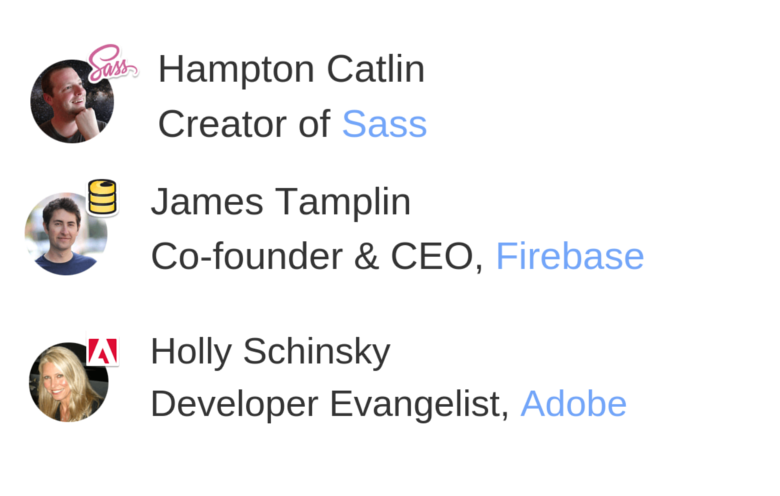 Sass
Hampton Catlin
Creator of Sass
James Tamplin
Co-founder & CEO, Firebase
Holly Schinsky
Developer Evangelist, Adobe